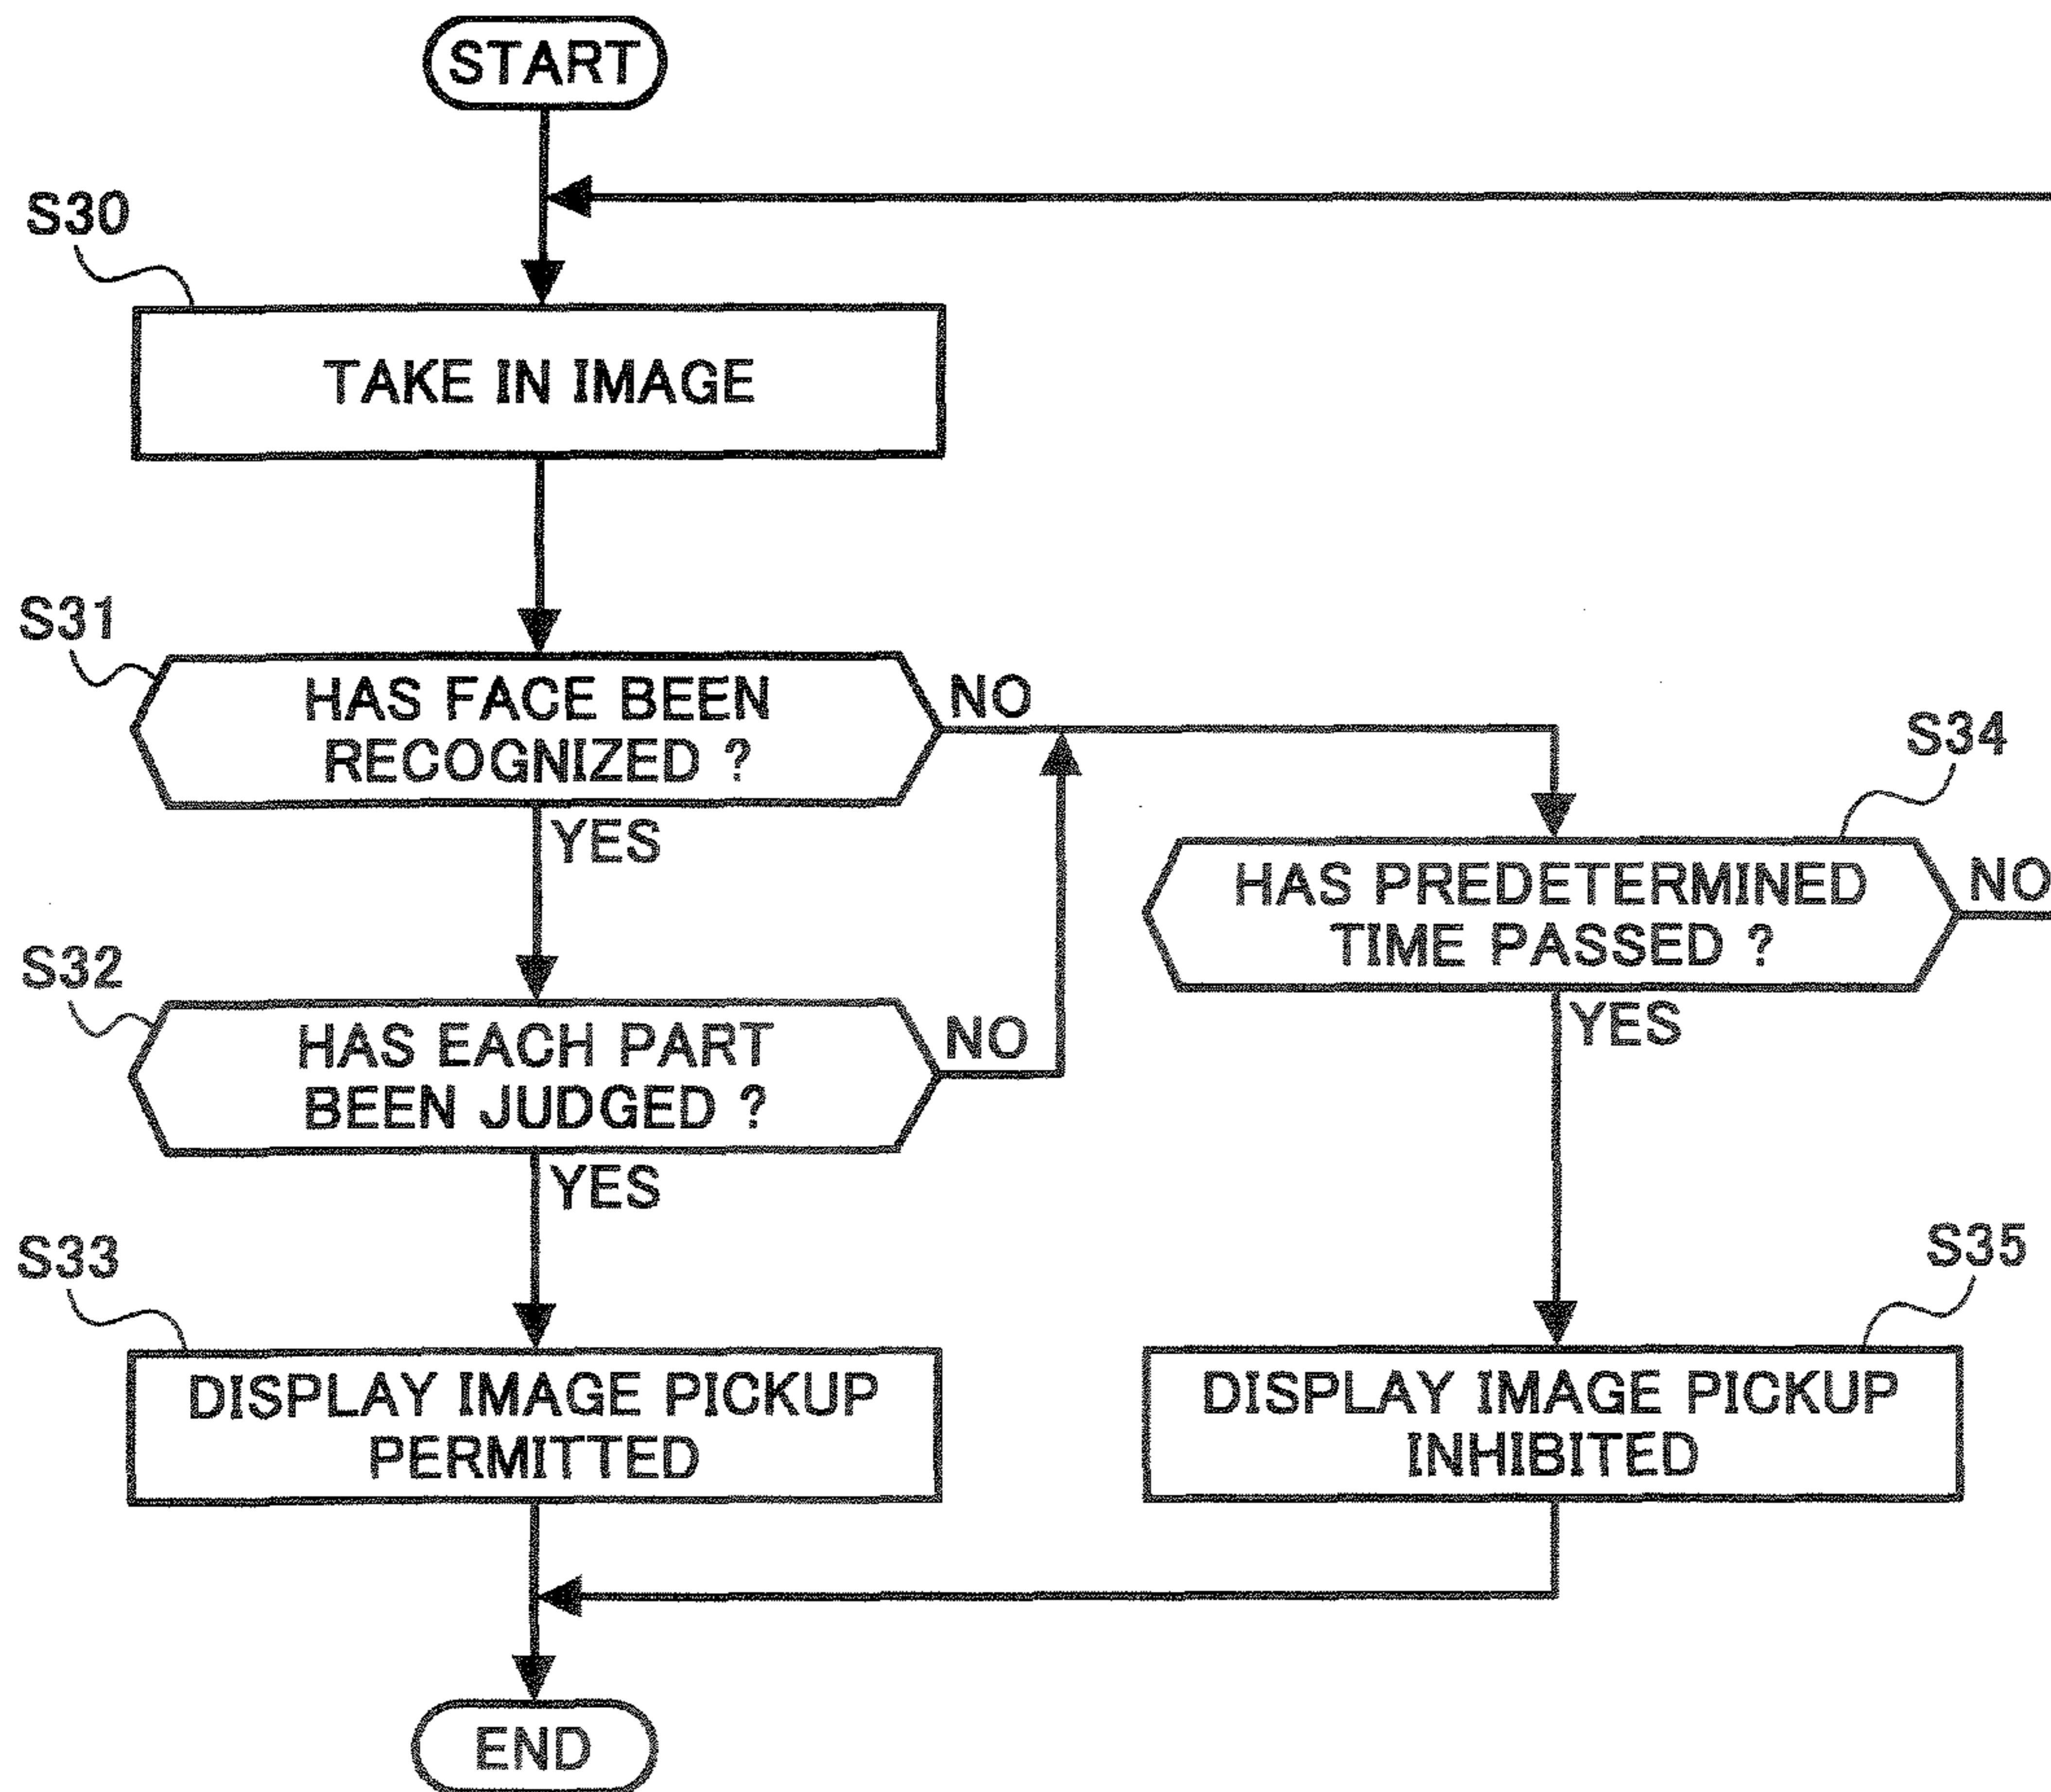 START
S30
TAKE IN IMAGE
S31
HAS FACE BEEN
RECOGNIZED ?
NO
YES
S32
HAS EACH PART
BEEN JUDGED ?
NO
YES
S33
DISPLAY IMAGE PICKUP
PERMITTED
S34
HAS PREDETERMINED
TIME PASSED ?
NO
YES
S35
DISPLAY IMAGE PICKUP
INHIBITED
END